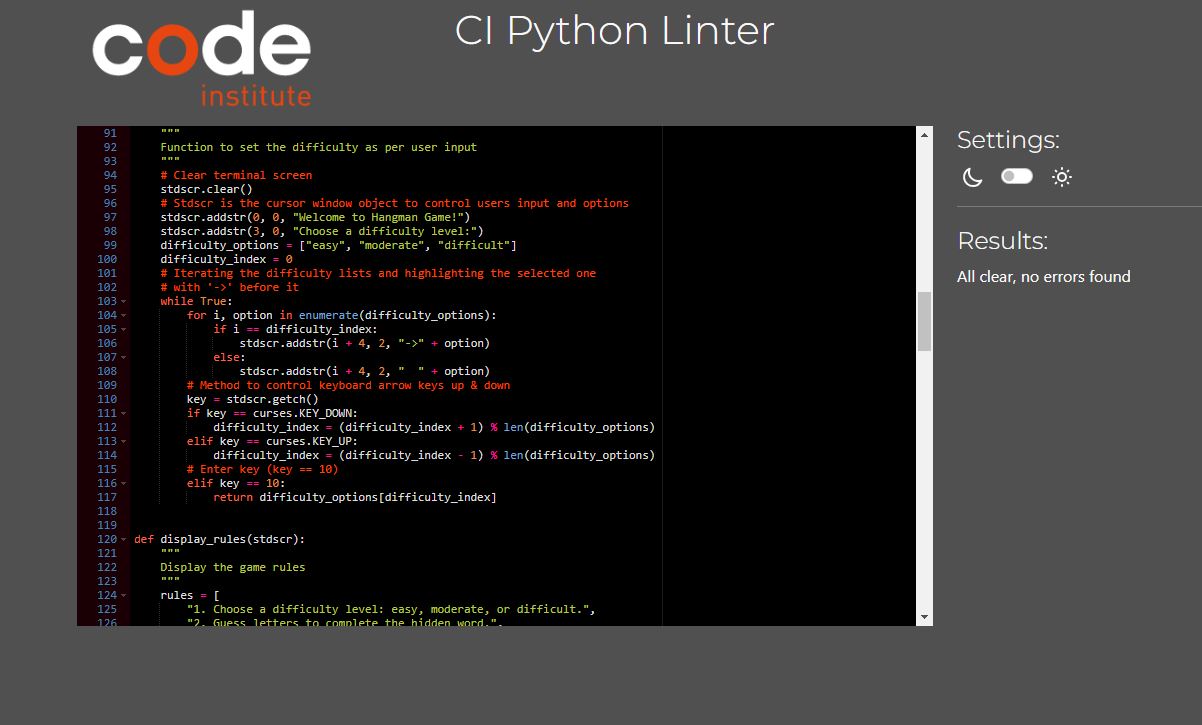 code
institute
CI Python Linter
91 """
92 Function to set the difficulty as per user input
93 """
94 # Clear terminal screen
95 stdscr.clear()
96 # Stdscr is the cursor window object to control users input and options
97 stdscr.addstr(0, 0, "Welcome to Hangman Game!")
98 stdscr.addstr(3, 0, "Choose a difficulty level:")
99 difficulty_options = ["easy", "moderate", "difficult"]
100 difficulty_index = 0
101 # Iterating the difficulty lists and highlighting the selected one
102 # with '->' before it
103 while True:
104 for i, option in enumerate(difficulty_options):
105 if i == difficulty_index:
106 stdscr.addstr(i + 4, 2, "->" + option)
107 else:
108 stdscr.addstr(i + 4, 2, "  " + option)
109 # Method to control keyboard arrow keys up & down
110 key = stdscr.getch()
111 if key == curses.KEY_DOWN:
112 difficulty_index = (difficulty_index + 1) % len(difficulty_options)
113 elif key == curses.KEY_UP:
114 difficulty_index = (difficulty_index - 1) % len(difficulty_options)
115 # Enter key (key == 10)
116 elif key == 10:
117 return difficulty_options[difficulty_index]
118
119
120 def display_rules(stdscr):
121 """
122 Display the game rules
123 """
124 rules = [
125 "1. Choose a difficulty level: easy, moderate, or difficult.",
126 "2. Guess letters to complete the hidden word.",
Settings:
Results:
All clear, no errors found